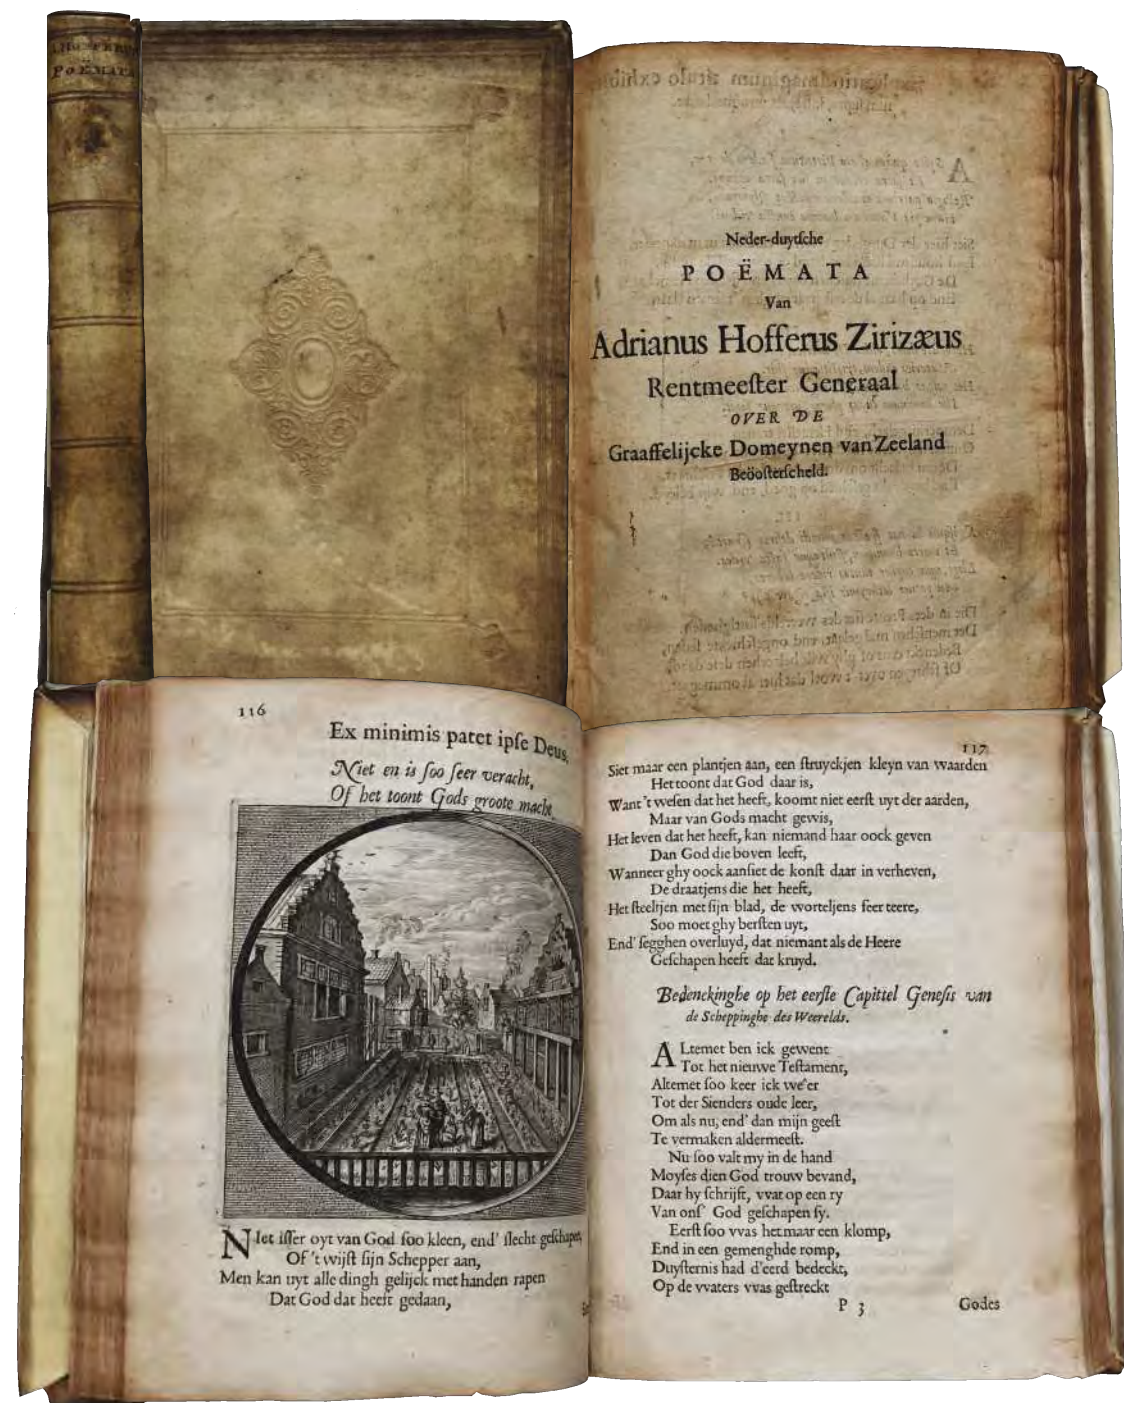 POEMATA
Neder-duytſche
POËMATA
Van
Adrianus Hofferus Zirizæus
Rentmeeſter Generaal
OVER DE
Graaffelijcke Domeynen van Zeeland
Beöoſterſcheld.
116
Ex minimis patet ipſe Deus.
Niet en is ſoo ſeer veracht,
Of het toont Gods groote macht.
NIet iſſer oyt van God ſoo kleen, end' ſlecht geſchapen,
Of 't wijſt ſijn Schepper aan,
Men kan uyt alle dingh gelijck met handen rapen
Dat God dat heeft gedaan,
117
Siet maar een plantjen aan, een ſtruyckjen kleyn van waarden
Het toont dat God daar is,
Want 't weſen dat het heeft, koomt niet eerſt uyt der aarden,
Maar van Gods macht gewis,
Het leven dat het heeft, kan niemand haar oock geven
Dan God die boven leeft,
Wanneer ghy oock aanſiet de konſt daar in verheven,
De draatjens die het heeft,
Het ſteeltjen met ſijn blad, de worteljens ſeer teere,
Soo moet ghy berſten uyt,
End' ſegghen overluyd, dat niemant als de Heere
Geſchapen heeft dat kruyd.
Bedenckinghe op het eerſte Capittel Geneſis van
de Scheppinghe des Weerelds.
ALtemet ben ick gewent
Tot het nieuwe Teſtament,
Altemet ſoo keer ick we'er
Tot der Sienders oude leer,
Om als nu, end' dan mijn geeſt
Te vermaken aldermeeſt.
Nu ſoo valt my in de hand
Moyſes dien God trouw bevand,
Daar hy ſchrijft, vvat op een ry
Van onſ' God geſchapen ſy.
Eerſt ſoo vvas het maar een klomp,
End in een gemenghde romp,
Duyſternis had d'eerd bedeckt,
Op de vvaters vvas geſtreckt
P 3
Godes